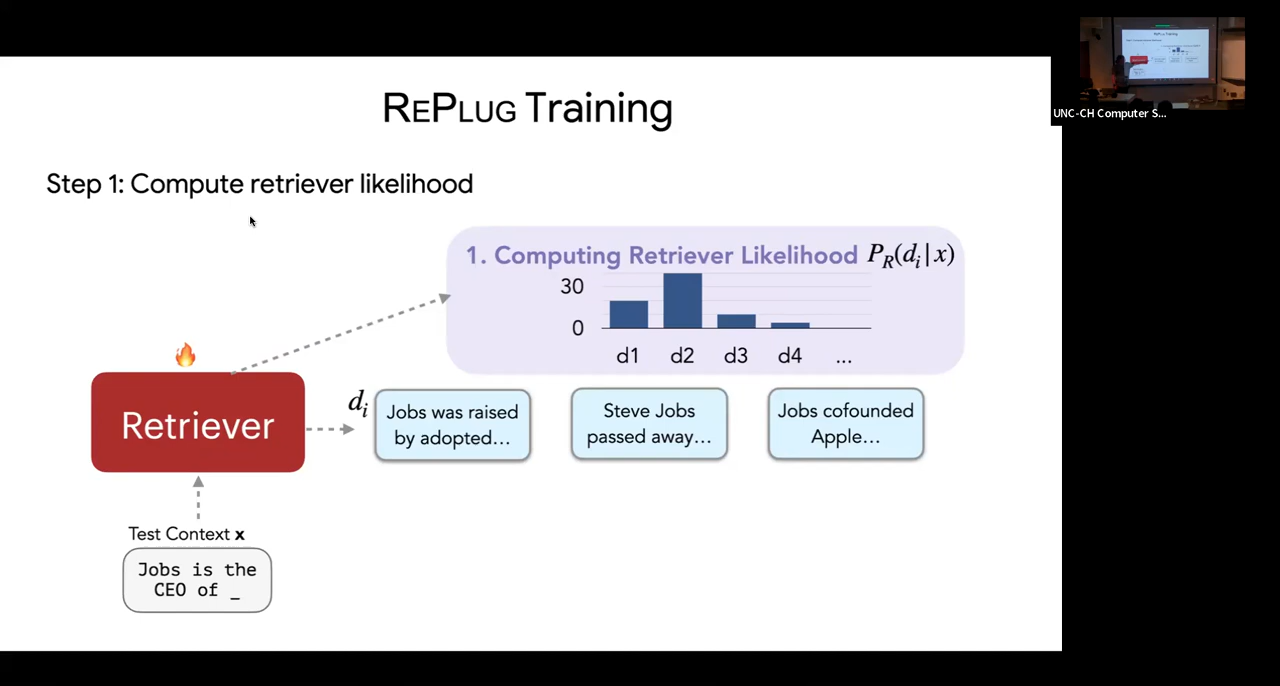 REPLUG Training
Step 1: Compute retriever likelihood
1. Computing Retriever Likelihood P_R(d_i|x)
30
0
d1 d2 d3 d4 ...
Retriever
d_i
Jobs was raised
by adopted...
Steve Jobs
passed away...
Jobs cofounded
Apple...
Test Context x
Jobs is the
CEO of _
UNC-CH Computer S...
RePlug Training